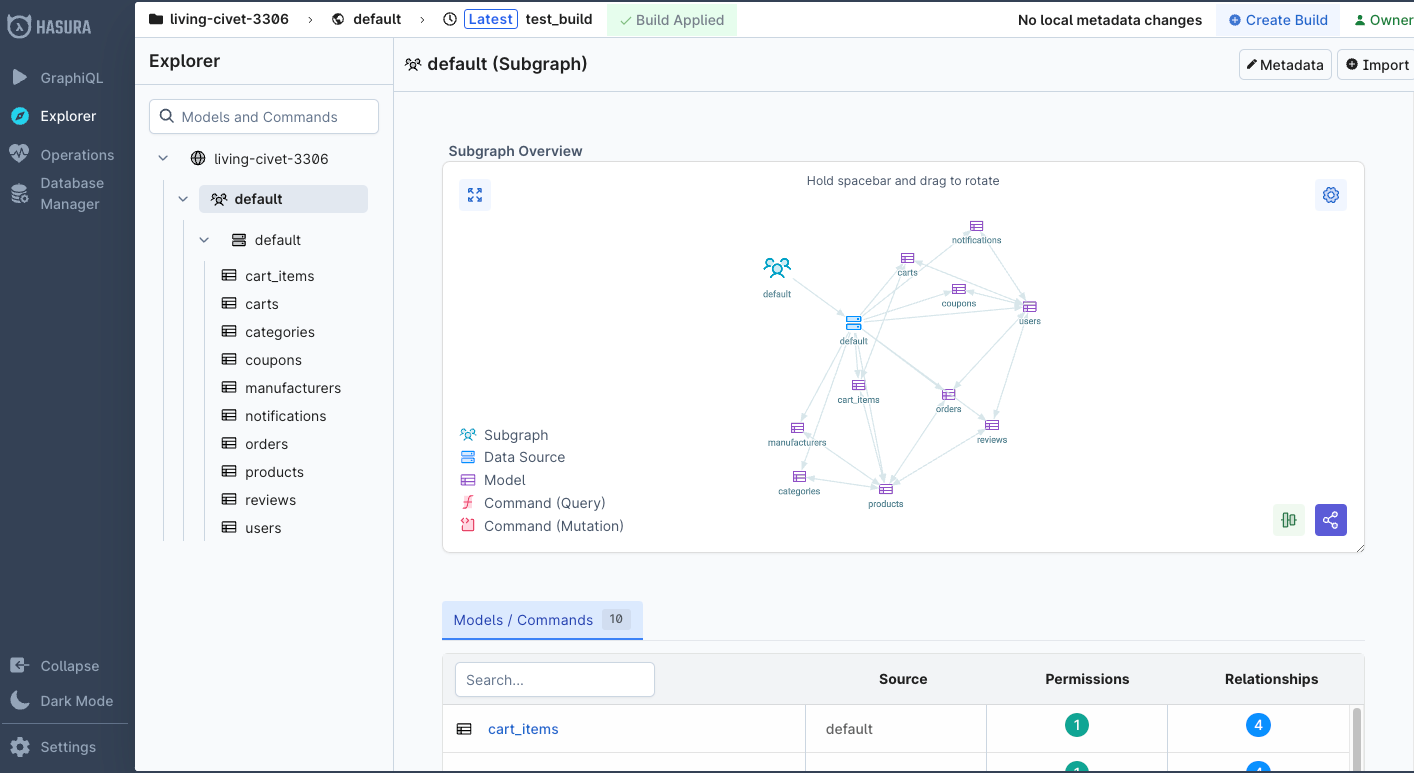 HASURA
GraphiQL
Explorer
Operations
Database
Manager
Collapse
Dark Mode
Settings
living-civet-3306 › default › Latest test_build Build Applied No local metadata changes Create Build Owner
Explorer
Models and Commands
living-civet-3306
default
default
cart_items
carts
categories
coupons
manufacturers
notifications
orders
products
reviews
users
default (Subgraph) Metadata Import
Subgraph Overview
Hold spacebar and drag to rotate
notifications
carts
default
coupons
users
default
cart_items
orders
manufacturers
reviews
categories
products
Subgraph
Data Source
Model
Command (Query)
Command (Mutation)
Models / Commands 10
Search... Source Permissions Relationships
cart_items default 1 4
1 4